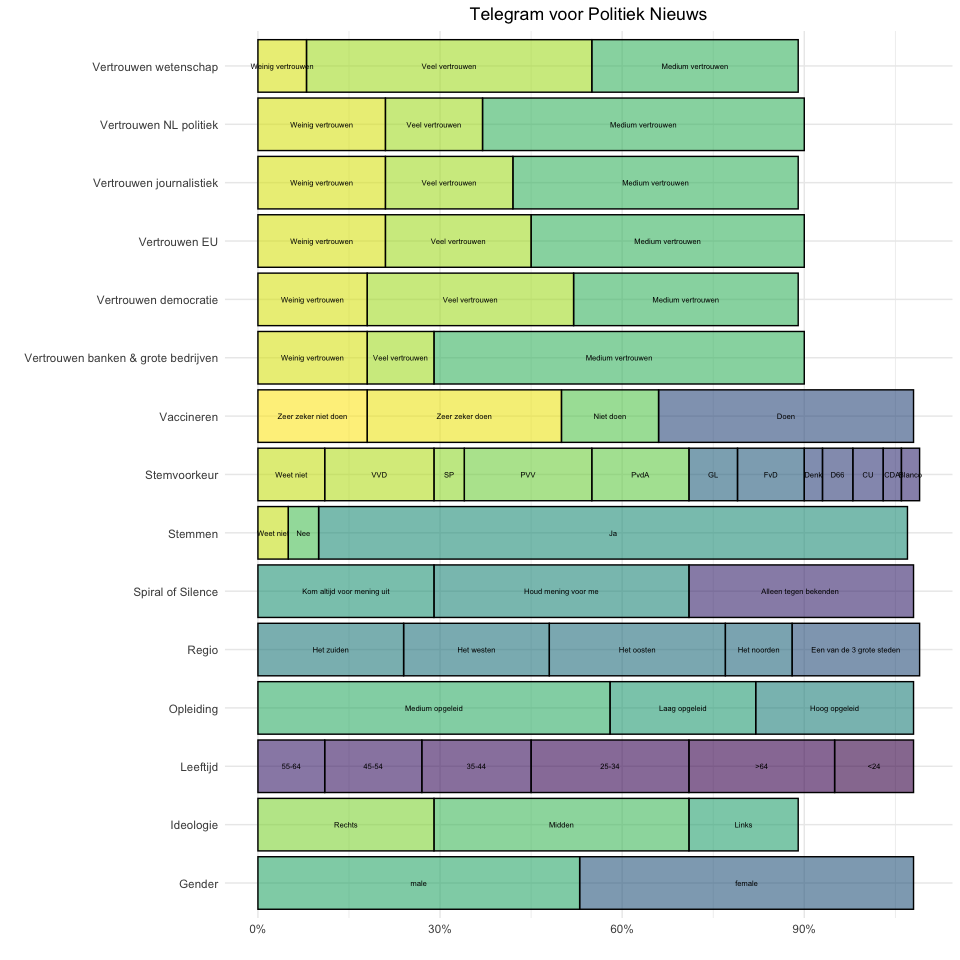 Telegram voor Politiek Nieuws
Vertrouwen wetenschap Weinig vertrouwen Veel vertrouwen Medium vertrouwen
Vertrouwen NL politiek Weinig vertrouwen Veel vertrouwen Medium vertrouwen
Vertrouwen journalistiek Weinig vertrouwen Veel vertrouwen Medium vertrouwen
Vertrouwen EU Weinig vertrouwen Veel vertrouwen Medium vertrouwen
Vertrouwen democratie Weinig vertrouwen Veel vertrouwen Medium vertrouwen
Vertrouwen banken & grote bedrijven Weinig vertrouwen Veel vertrouwen Medium vertrouwen
Vaccineren Zeer zeker niet doen Zeer zeker doen Niet doen Doen
Stemvoorkeur Weet niet VVD SP PVV PvdA GL FvD Denk D66 CU CDA Blanco
Stemmen Weet niet Nee Ja
Spiral of Silence Kom altijd voor mening uit Houd mening voor me Alleen tegen bekenden
Regio Het zuiden Het westen Het oosten Het noorden Een van de 3 grote steden
Opleiding Medium opgeleid Laag opgeleid Hoog opgeleid
Leeftijd 55-64 45-54 35-44 25-34 >64 <24
Ideologie Rechts Midden Links
Gender male female
0% 30% 60% 90%